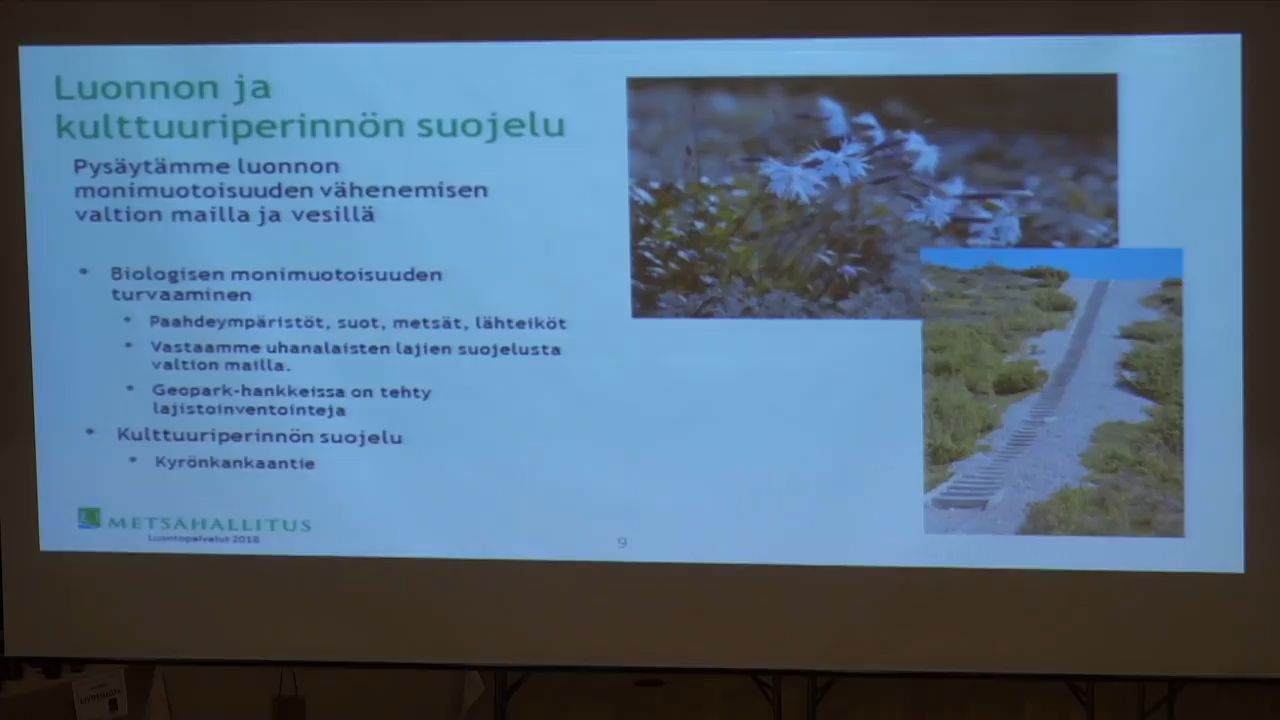 Luonnon ja
kulttuuriperinnön suojelu
Pysäytämme luonnon
monimuotoisuuden vähenemisen
valtion mailla ja vesillä
• Biologisen monimuotoisuuden
turvaaminen
• Paahdeympäristöt, suot, metsät, lähteiköt
• Vastaamme uhanalaisten lajien suojelusta
valtion mailla.
• Geopark-hankkeissa on tehty
lajistoinventointeja
• Kulttuuriperinnön suojelu
• Kyrönkankaantie
METSÄHALLITUS
Luontopalvelut 2018
9